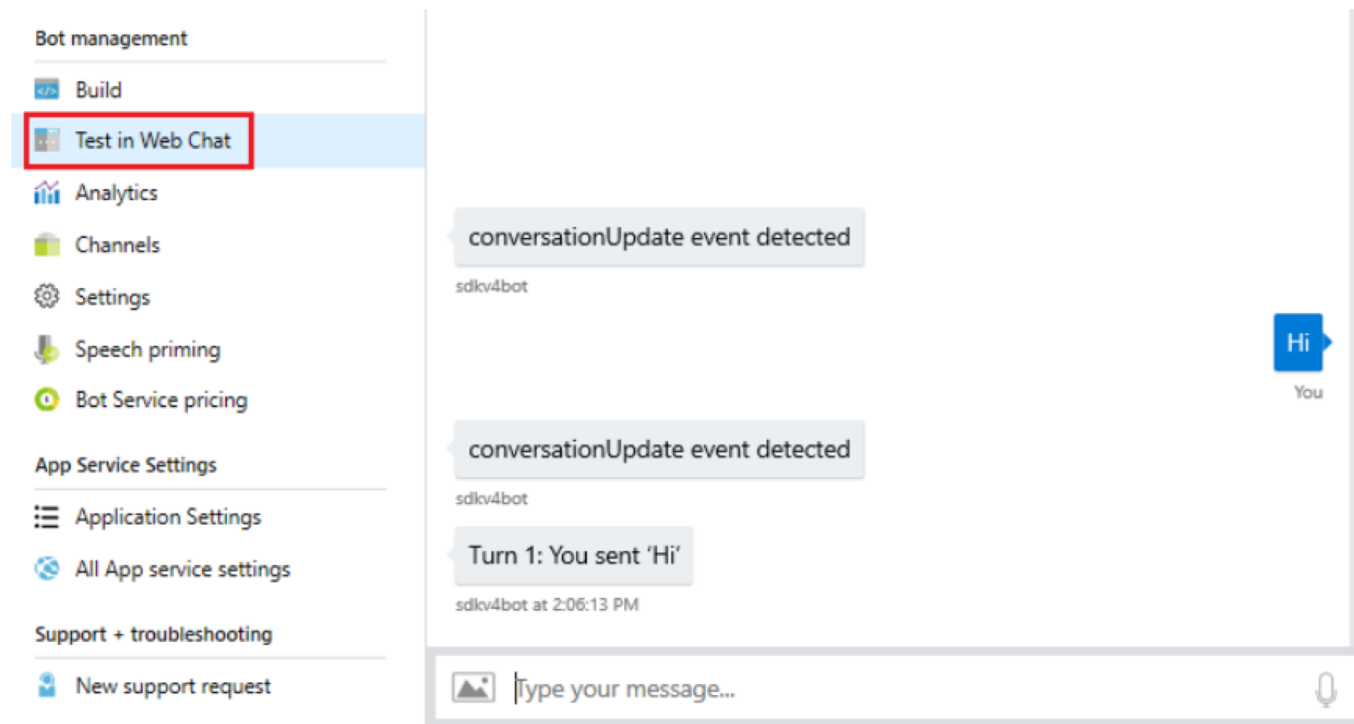 Bot management
Build
Test in Web Chat
Analytics
Channels
Settings
Speech priming
Bot Service pricing
App Service Settings
Application Settings
All App service settings
Support + troubleshooting
New support request
conversationUpdate event detected
sdkv4bot
Hi
You
conversationUpdate event detected
sdkv4bot
Turn 1: You sent ‘Hi’
sdkv4bot at 2:06:13 PM
Type your message...